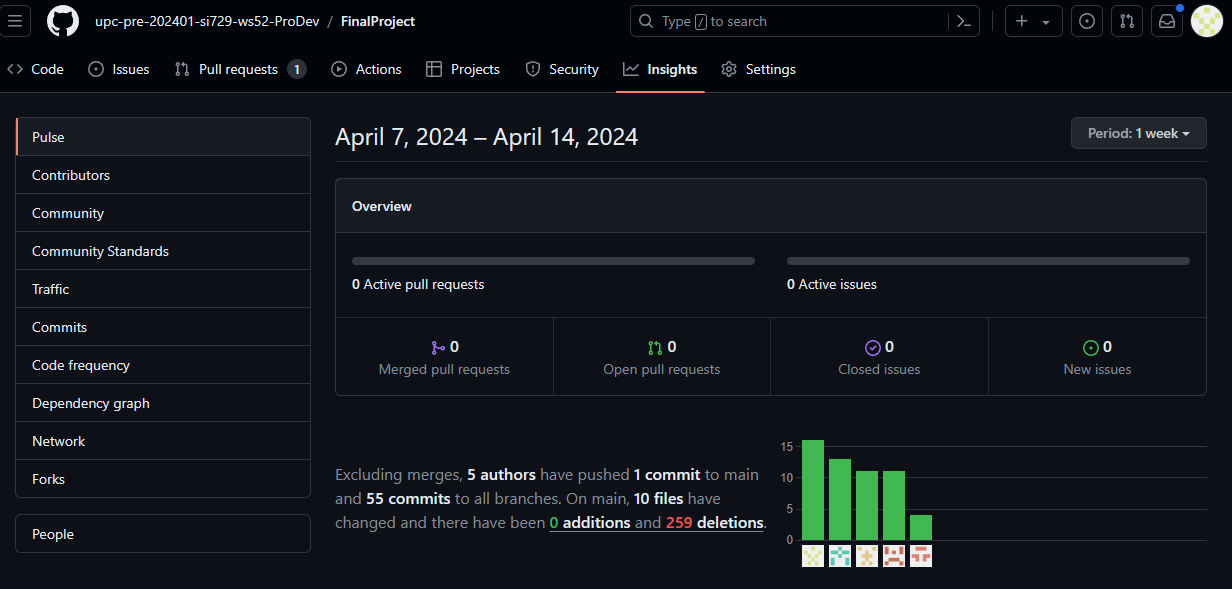 upc-pre-202401-si729-ws52-ProDev / FinalProject
Type / to search
Code Issues Pull requests 1 Actions Projects Security Insights Settings
Pulse
Contributors
Community
Community Standards
Traffic
Commits
Code frequency
Dependency graph
Network
Forks
People
April 7, 2024 – April 14, 2024
Period: 1 week
Overview
0 Active pull requests
0 Active issues
0
Merged pull requests
0
Open pull requests
0
Closed issues
0
New issues
Excluding merges, 5 authors have pushed 1 commit to main
and 55 commits to all branches. On main, 10 files have
changed and there have been 0 additions and 259 deletions.
15
10
5
0